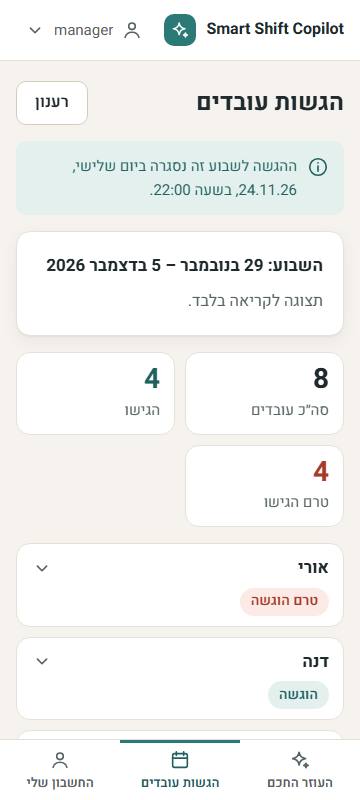 Smart Shift Copilot
manager
הגשות עובדים
רענון
ההגשה לשבוע זה נסגרה ביום שלישי,
24.11.26, בשעה 22:00.
השבוע: 29 בנובמבר – 5 בדצמבר 2026
תצוגה לקריאה בלבד.
8
סה״כ עובדים
4
הגישו
4
טרם הגישו
אורי
טרם הוגשה
דנה
הוגשה
העוזר החכם
הגשות עובדים
החשבון שלי